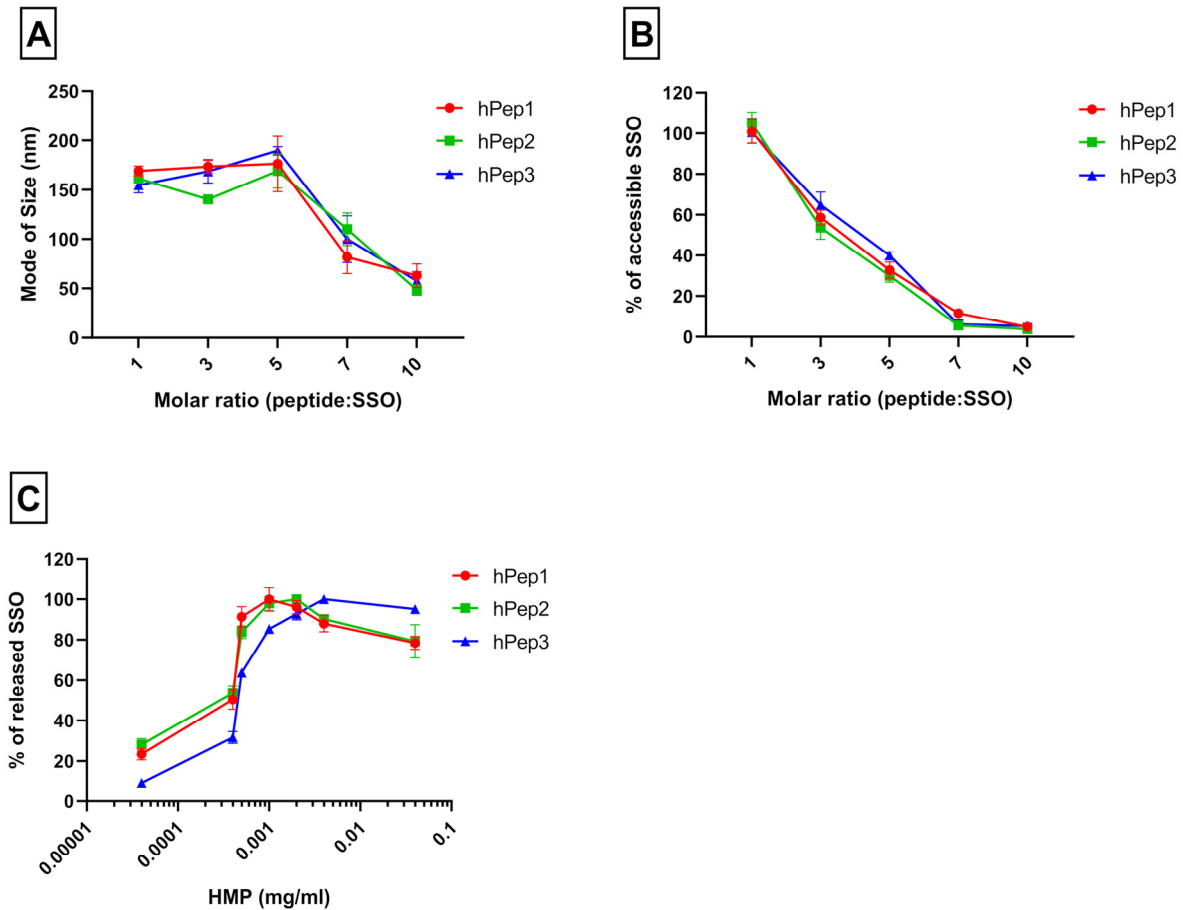 A
Mode of Size (nm)
250
200
150
100
50
0
1 3 5 7 10
Molar ratio (peptide:SSO)
hPep1
hPep2
hPep3
B
% of accessible SSO
120
100
80
60
40
20
0
1 3 5 7 10
Molar ratio (peptide:SSO)
hPep1
hPep2
hPep3
C
% of released SSO
120
100
80
60
40
20
0
0.00001 0.0001 0.001 0.01 0.1
HMP (mg/ml)
hPep1
hPep2
hPep3